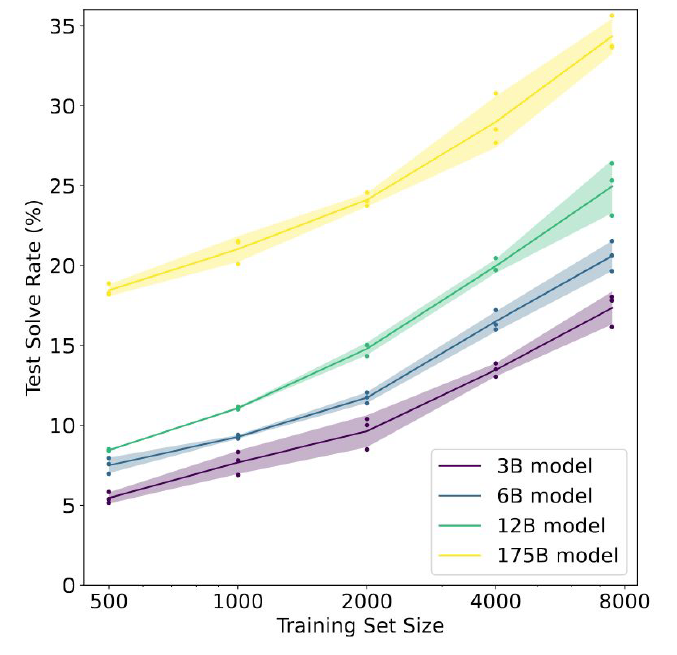 35
30
25
20
15
10
5
0
Test Solve Rate (%)
3B model
6B model
12B model
175B model
500 1000 2000 4000 8000
Training Set Size